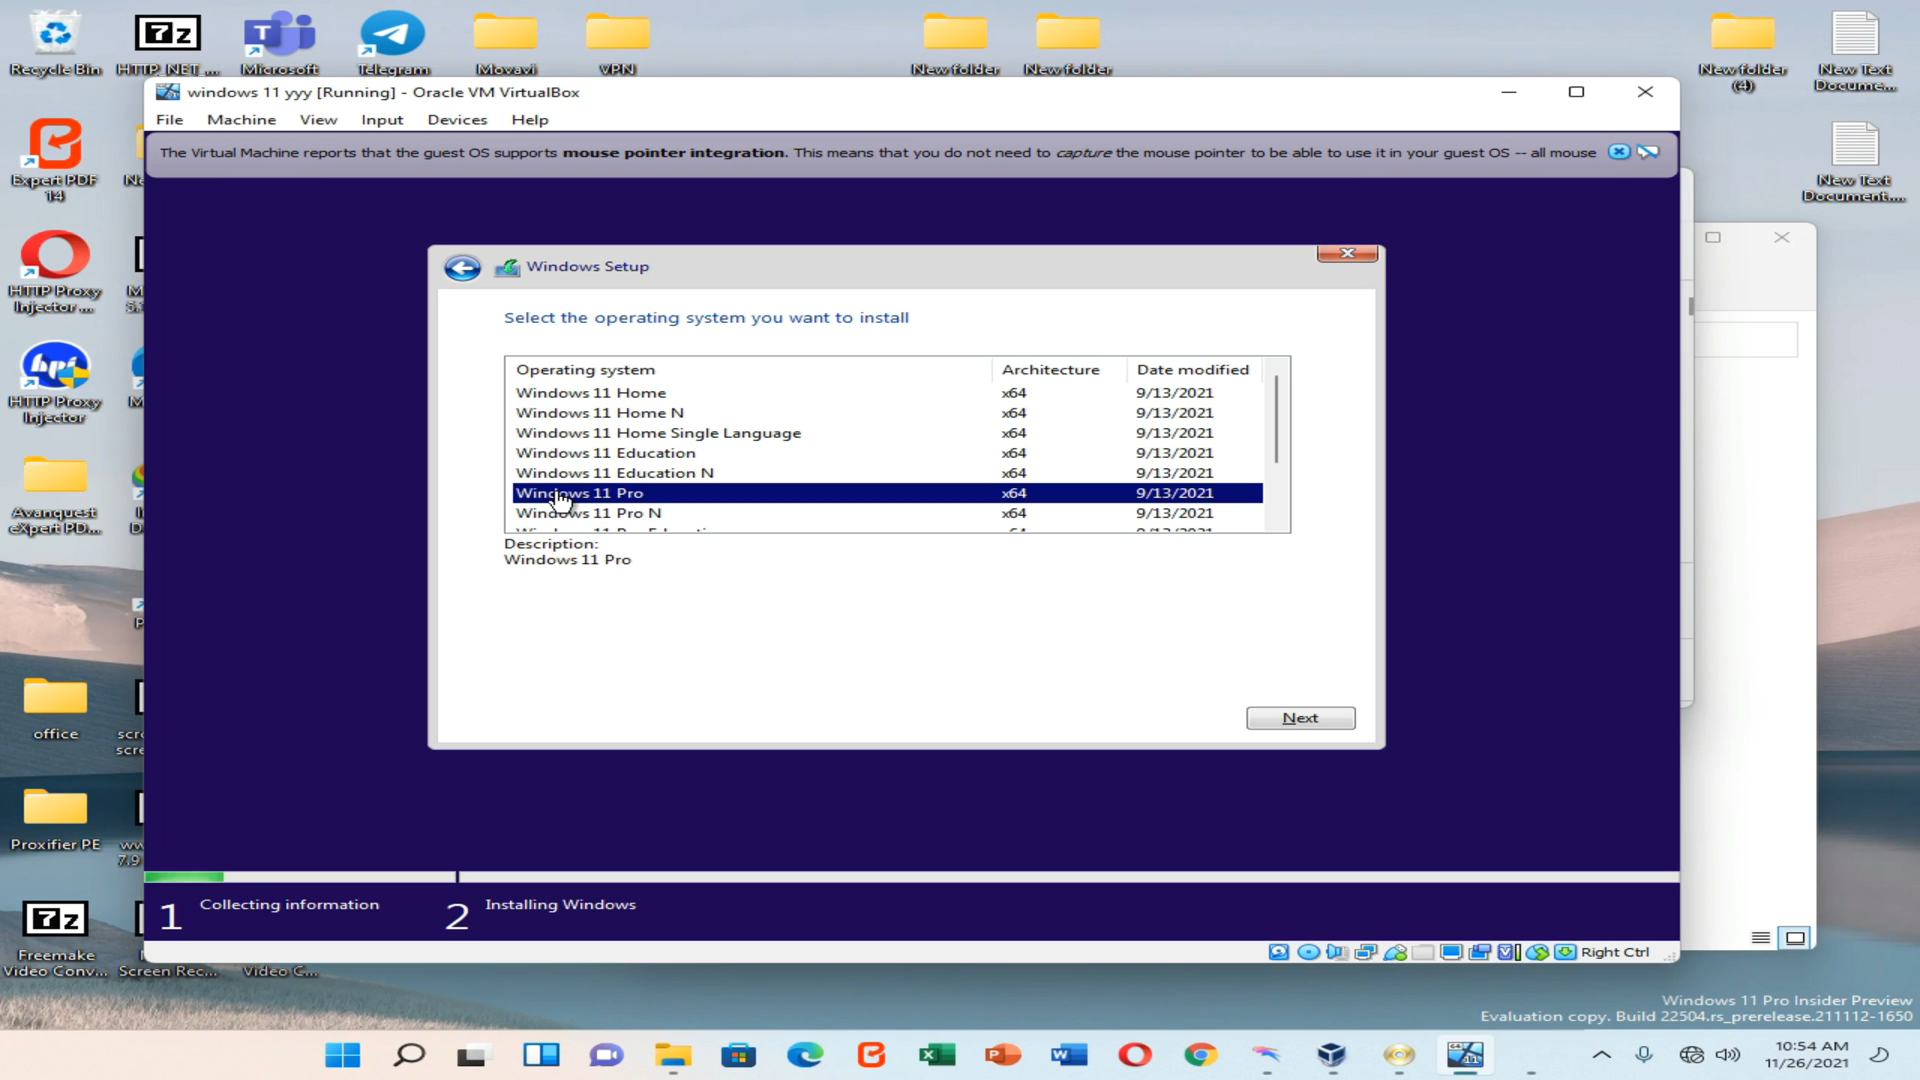 Recycle Bin
HTTP_NET_...
Microsoft
Telegram
Movavi
VPN
New folder
New folder
New folder
(4)
New Text
Docume...
windows 11 yyy [Running] - Oracle VM VirtualBox
File
Machine
View
Input
Devices
Help
The Virtual Machine reports that the guest OS supports mouse pointer integration. This means that you do not need to capture the mouse pointer to be able to use it in your guest OS -- all mouse
Expert PDF
14
New Text
Document....
HTTP Proxy
Injector ...
HTTP Proxy
Injector
Avanquest
eXpert PD...
office
Proxifier PE
Freemake
Video Conv...
Screen Rec...
Video C...
Windows Setup
Select the operating system you want to install
Operating system Architecture Date modified
Windows 11 Home x64 9/13/2021
Windows 11 Home N x64 9/13/2021
Windows 11 Home Single Language x64 9/13/2021
Windows 11 Education x64 9/13/2021
Windows 11 Education N x64 9/13/2021
Windows 11 Pro x64 9/13/2021
Windows 11 Pro N x64 9/13/2021
Description:
Windows 11 Pro
Next
1 Collecting information
2 Installing Windows
Right Ctrl
Windows 11 Pro Insider Preview
Evaluation copy. Build 22504.rs_prerelease.211112-1650
10:54 AM
11/26/2021